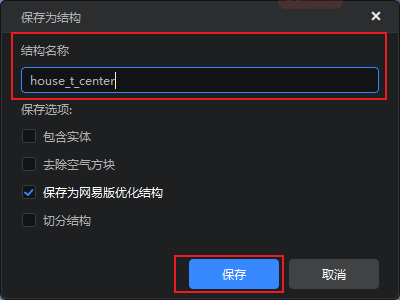 保存为结构
结构名称
house_t_center
保存选项:
包含实体
去除空气方块
保存为网易版优化结构
切分结构
保存
取消